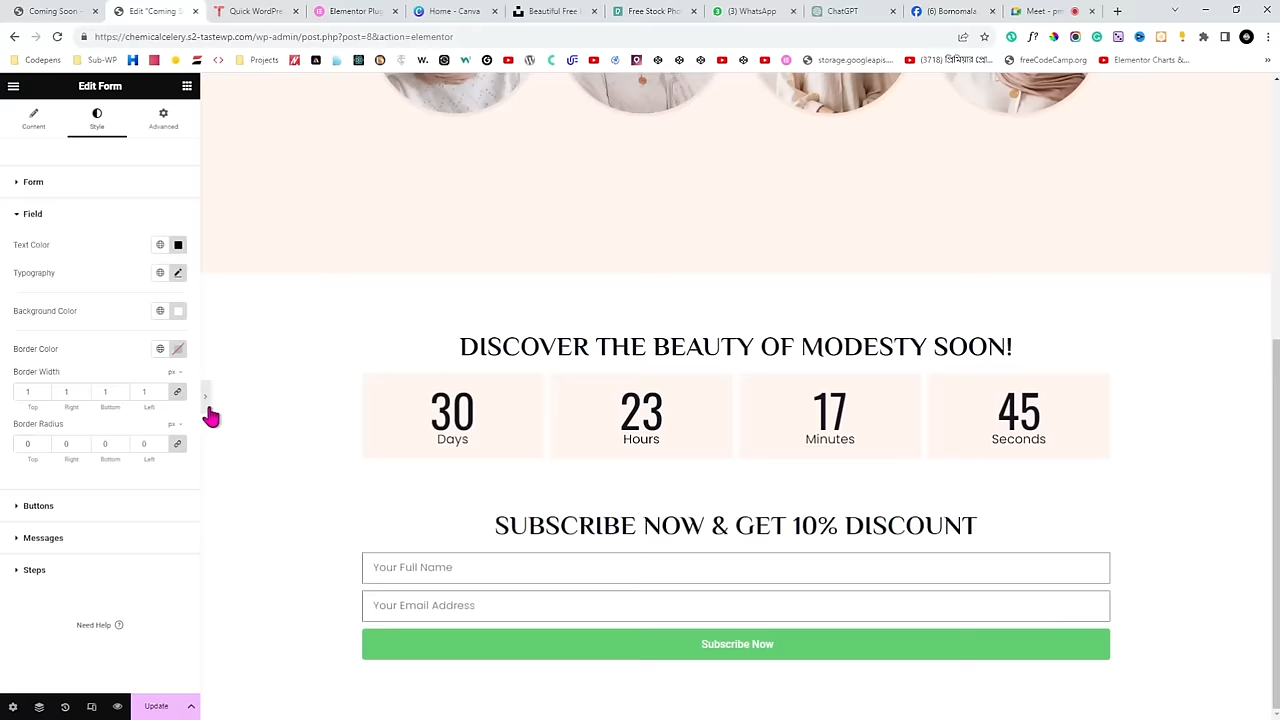 Coming Soon –
Edit "Coming S
Quick WordPre
Elementor Plug
Home - Canva
Beautiful Free
Free Stock Pho
(3) WhatsApp
ChatGPT
(6) Bornomala
Meet - pm
https://chemicalcelery.s2-tastewp.com/wp-admin/post.php?post=8&action=elementor
Codepens
Sub-WP
Projects
storage.googleapis....
(3718) প্রিমিয়ার প্রো...
freeCodeCamp.org
Elementor Charts &...
Edit Form
Content
Style
Advanced
Form
Field
Text Color
Typography
Background Color
Border Color
Border Width
px
1 1 1 1
Top Right Bottom Left
Border Radius
px
0 0 0 0
Top Right Bottom Left
Buttons
Messages
Steps
Need Help ?
Update
DISCOVER THE BEAUTY OF MODESTY SOON!
30 23 17 45
Days Hours Minutes Seconds
SUBSCRIBE NOW & GET 10% DISCOUNT
Your Full Name
Your Email Address
Subscribe Now